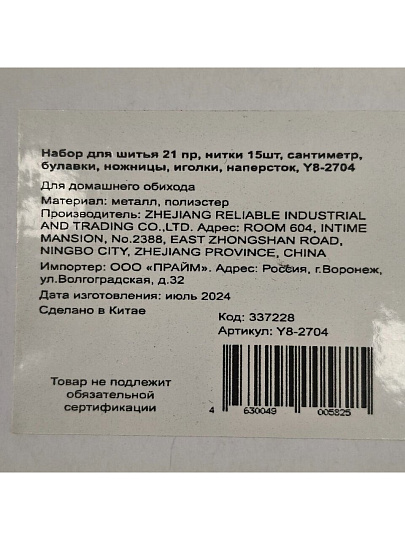 Набор для шитья 21 пр, нитки 15шт, сантиметр,
булавки, ножницы, иголки, наперсток, Y8-2704
Для домашнего обихода
Материал: металл, полиэстер
Производитель: ZHEJIANG RELIABLE INDUSTRIAL
AND TRADING CO.,LTD. Адрес: ROOM 604, INTIME
MANSION, No.2388, EAST ZHONGSHAN ROAD,
NINGBO CITY, ZHEJIANG PROVINCE, CHINA
Импортер: ООО «ПРАЙМ». Адрес: Россия, г.Воронеж,
ул.Волгоградская, д.32
Дата изготовления: июль 2024
Сделано в Китае
Код: 337228
Артикул: Y8-2704
Товар не подлежит
обязательной
сертификации
4 630049 005825